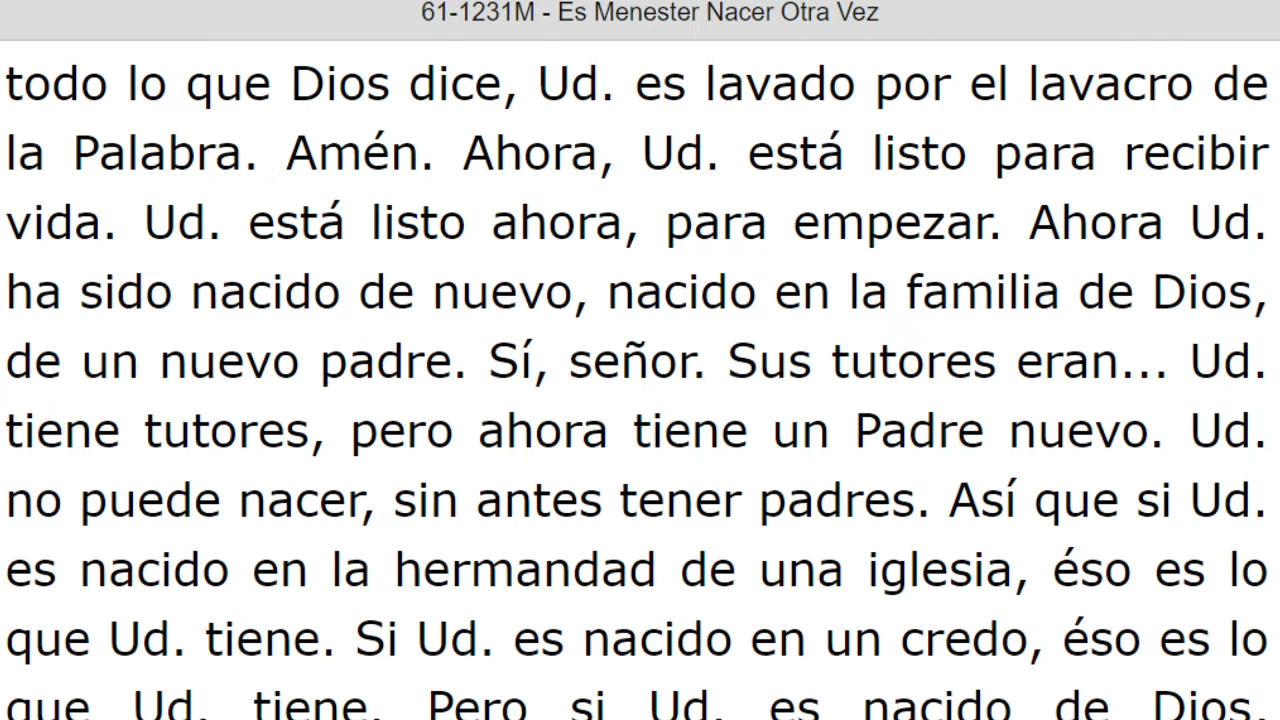 61-1231M - Es Menester Nacer Otra Vez
todo lo que Dios dice, Ud. es lavado por el lavacro de
la Palabra. Amén. Ahora, Ud. está listo para recibir
vida. Ud. está listo ahora, para empezar. Ahora Ud.
ha sido nacido de nuevo, nacido en la familia de Dios,
de un nuevo padre. Sí, señor. Sus tutores eran... Ud.
tiene tutores, pero ahora tiene un Padre nuevo. Ud.
no puede nacer, sin antes tener padres. Así que si Ud.
es nacido en la hermandad de una iglesia, éso es lo
que Ud. tiene. Si Ud. es nacido en un credo, éso es lo
que Ud. tiene. Pero si Ud. es nacido de Dios,